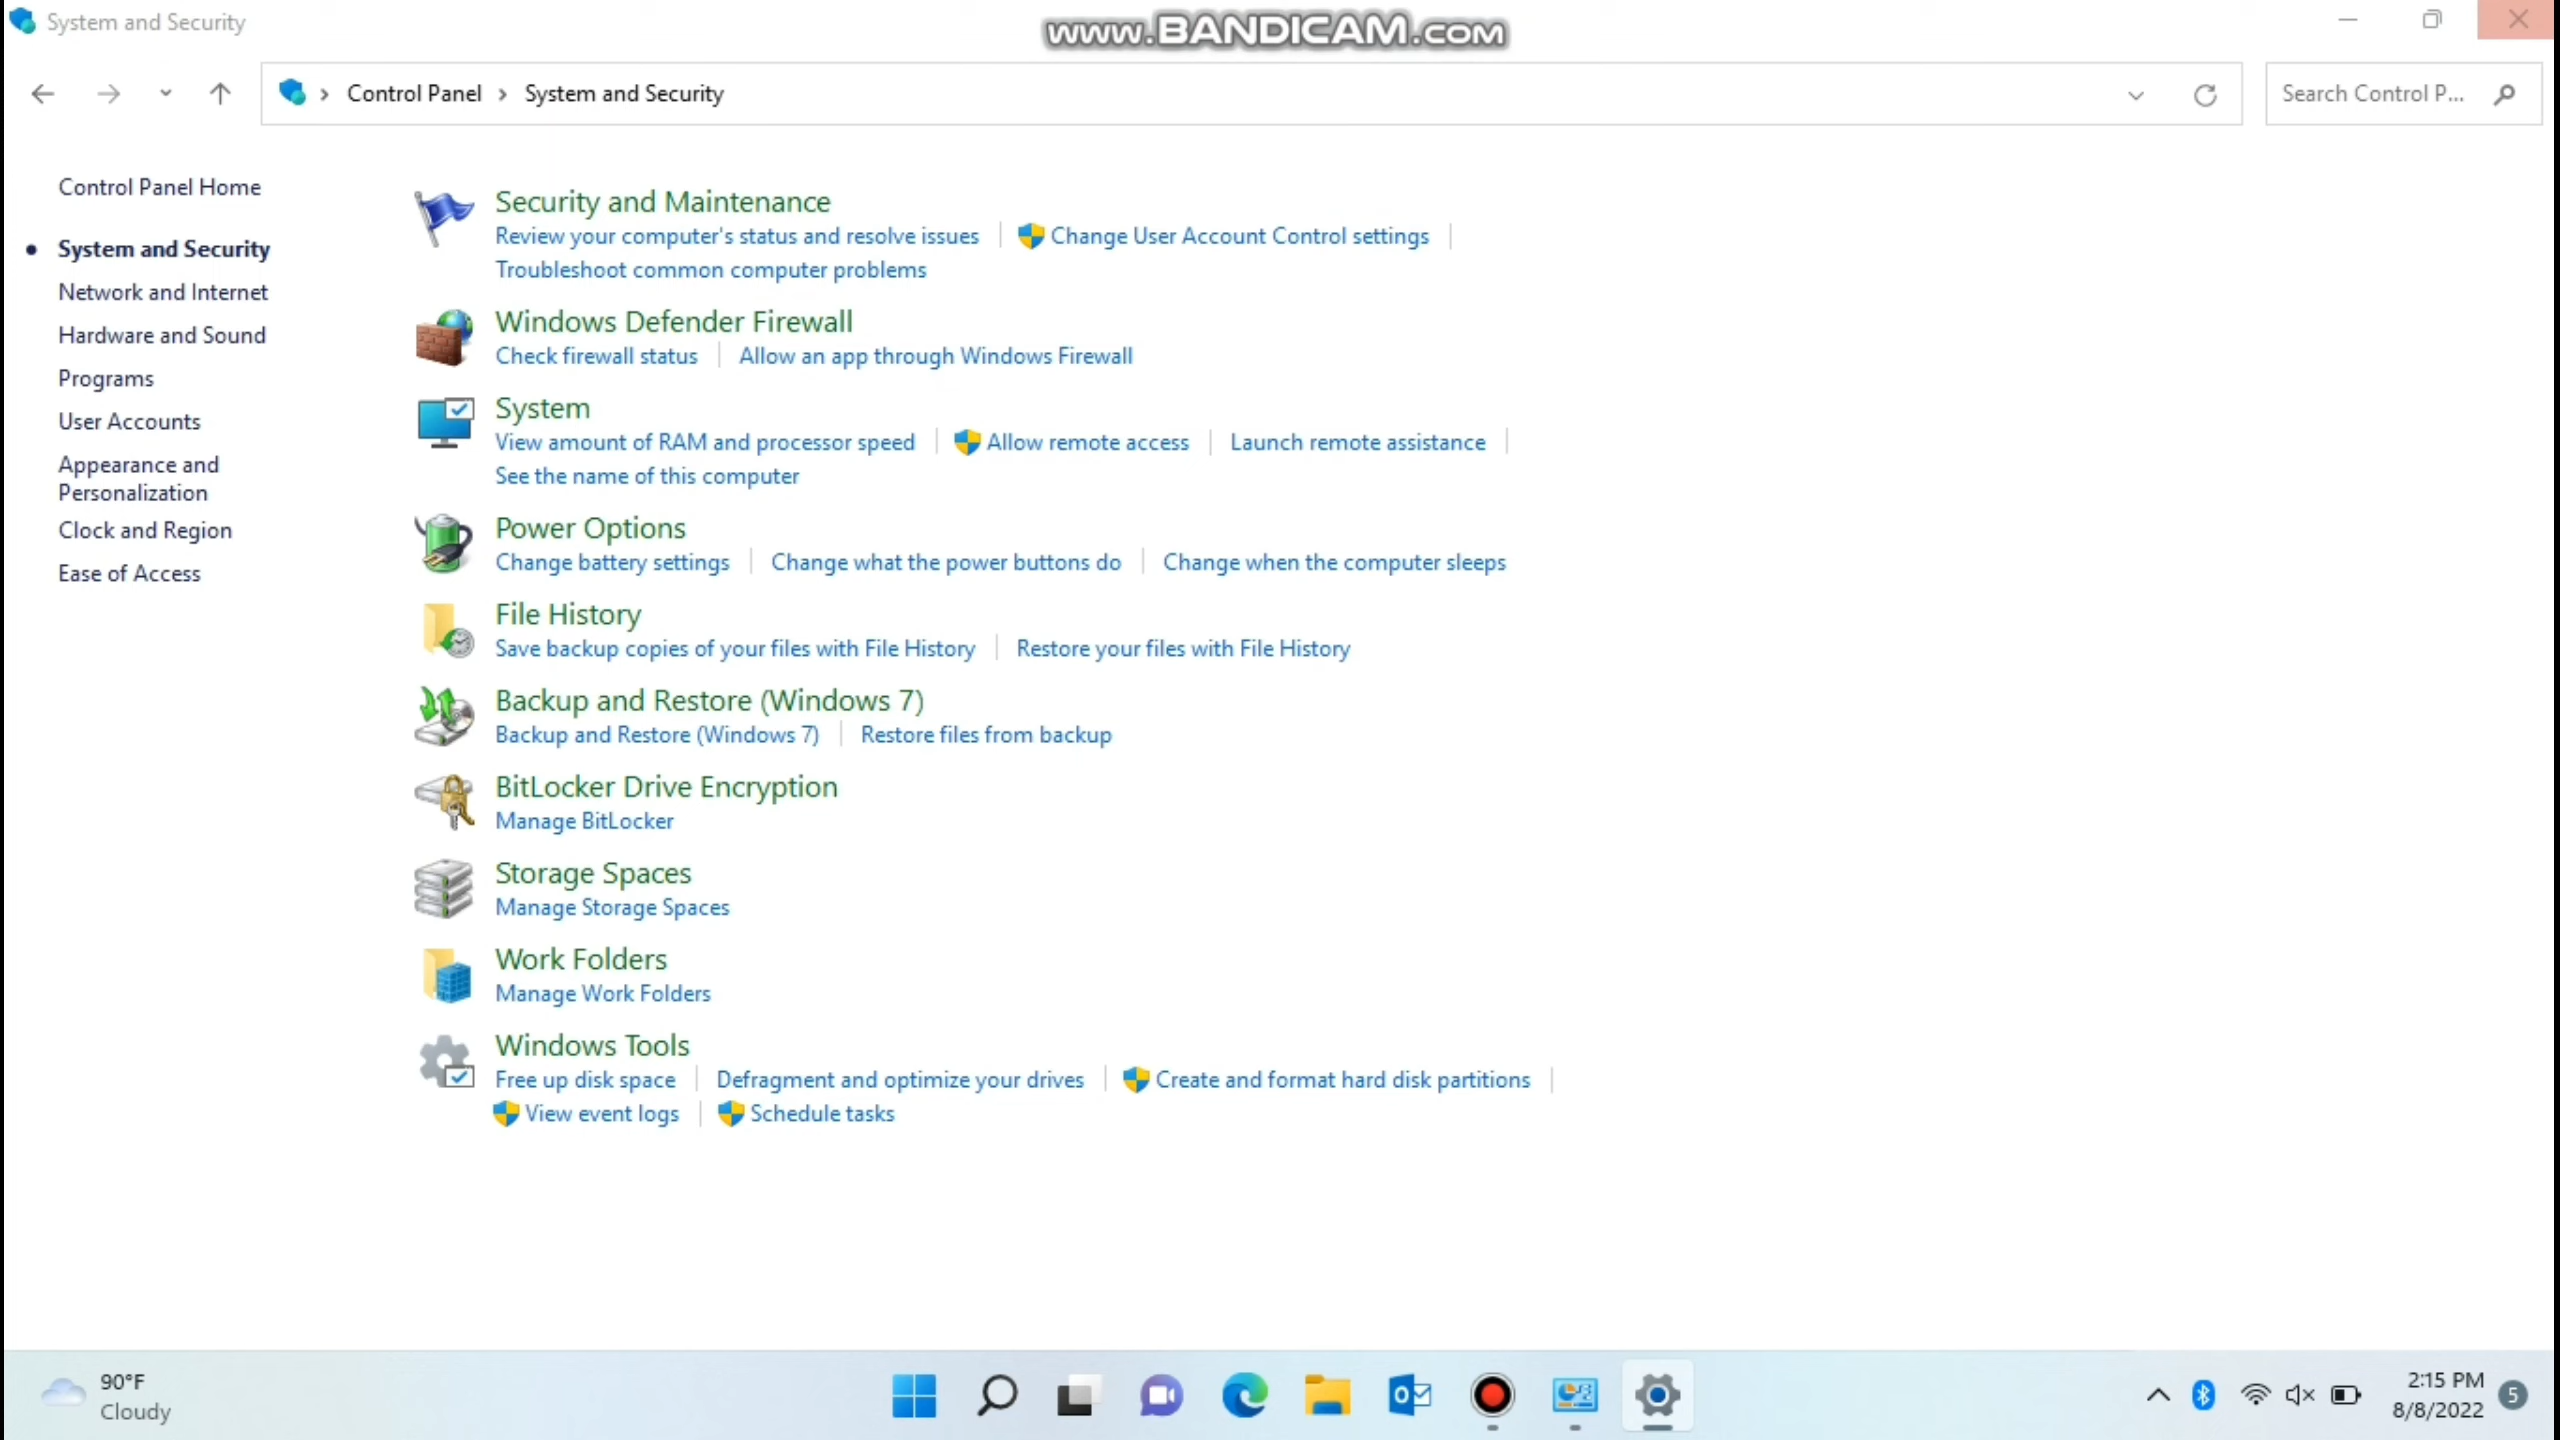 System and Security
www.BANDICAM.com
Control Panel System and Security
Search Control P...
Control Panel Home
System and Security
Network and Internet
Hardware and Sound
Programs
User Accounts
Appearance and
Personalization
Clock and Region
Ease of Access
Security and Maintenance
Review your computer's status and resolve issues Change User Account Control settings
Troubleshoot common computer problems
Windows Defender Firewall
Check firewall status Allow an app through Windows Firewall
System
View amount of RAM and processor speed Allow remote access Launch remote assistance
See the name of this computer
Power Options
Change battery settings Change what the power buttons do Change when the computer sleeps
File History
Save backup copies of your files with File History Restore your files with File History
Backup and Restore (Windows 7)
Backup and Restore (Windows 7) Restore files from backup
BitLocker Drive Encryption
Manage BitLocker
Storage Spaces
Manage Storage Spaces
Work Folders
Manage Work Folders
Windows Tools
Free up disk space Defragment and optimize your drives Create and format hard disk partitions
View event logs Schedule tasks
90°F
Cloudy
2:15 PM
8/8/2022
5